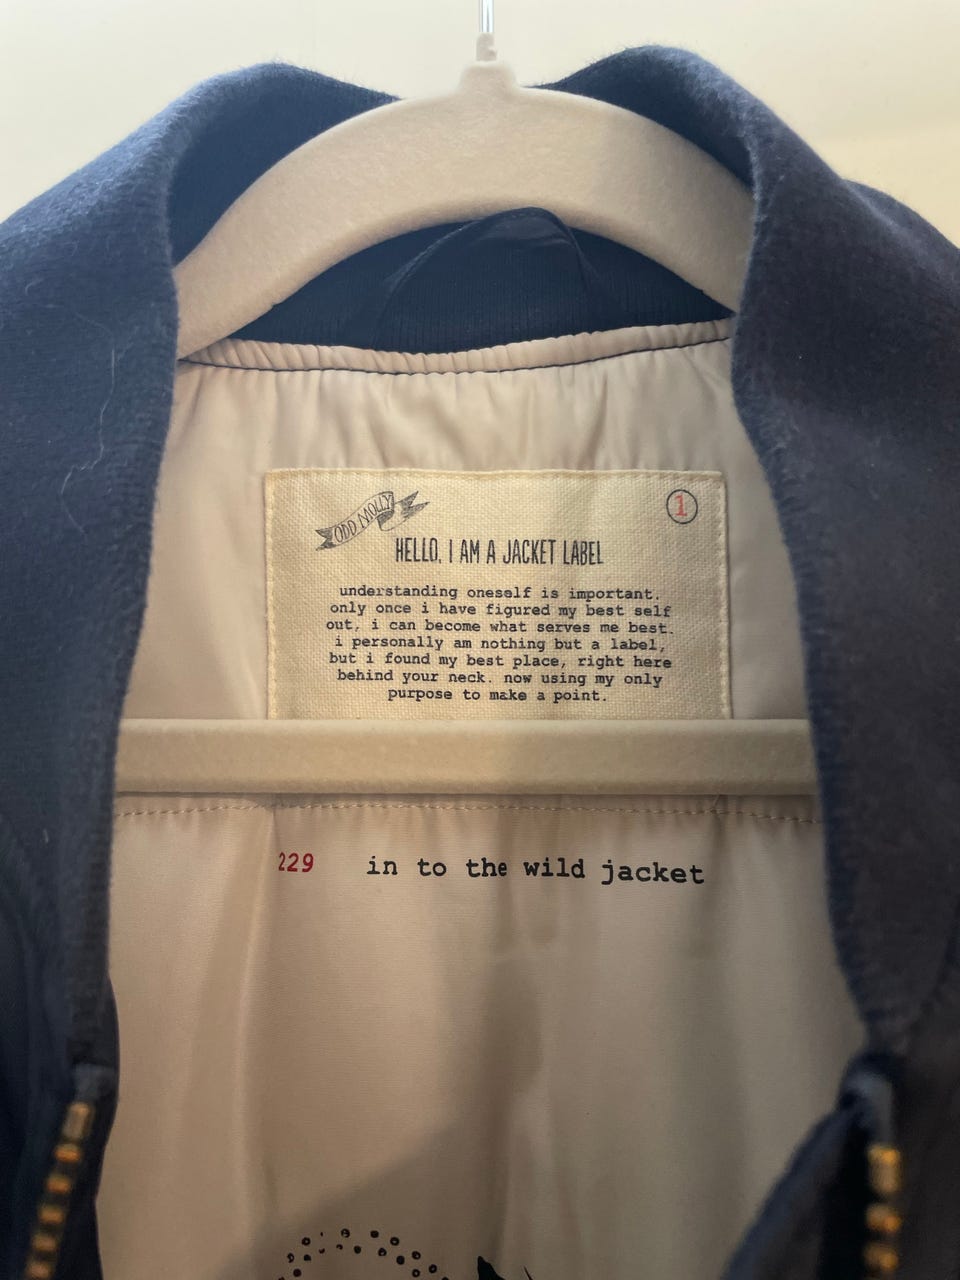 ODD MOLLY
1
HELLO, I AM A JACKET LABEL
understanding oneself is important.
only once i have figured my best self
out, i can become what serves me best.
i personally am nothing but a label,
but i found my best place, right here
behind your neck. now using my only
purpose to make a point.
229 in to the wild jacket